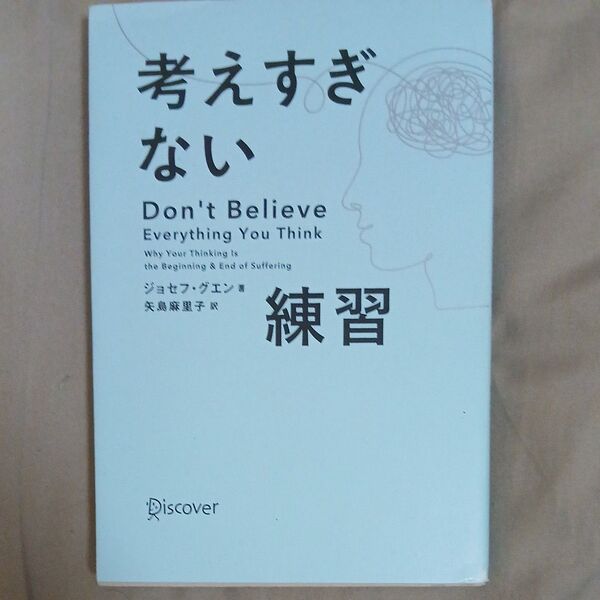 考えすぎ
ない
Don't Believe
Everything You Think
Why Your Thinking Is
the Beginning & End of Suffering
ジョセフ・グエン 著
矢島麻里子 訳
練習
Discover